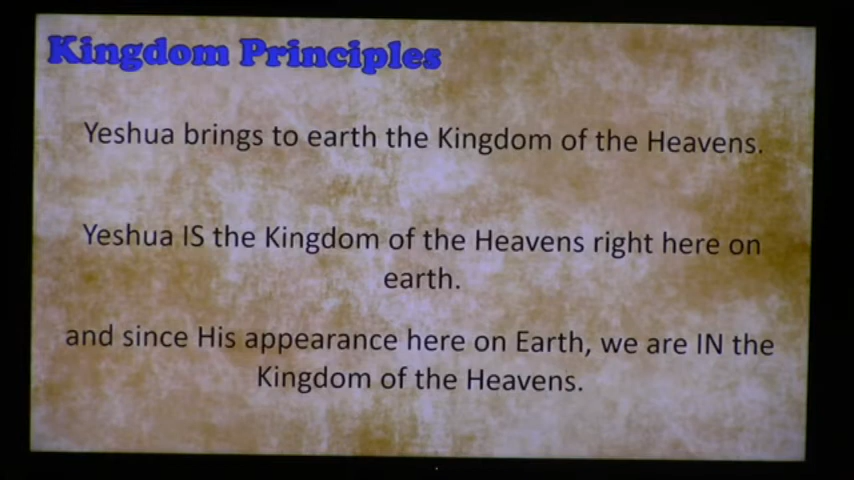 Kingdom Principles
Yeshua brings to earth the Kingdom of the Heavens.
Yeshua IS the Kingdom of the Heavens right here on
earth.
and since His appearance here on Earth, we are IN the
Kingdom of the Heavens.